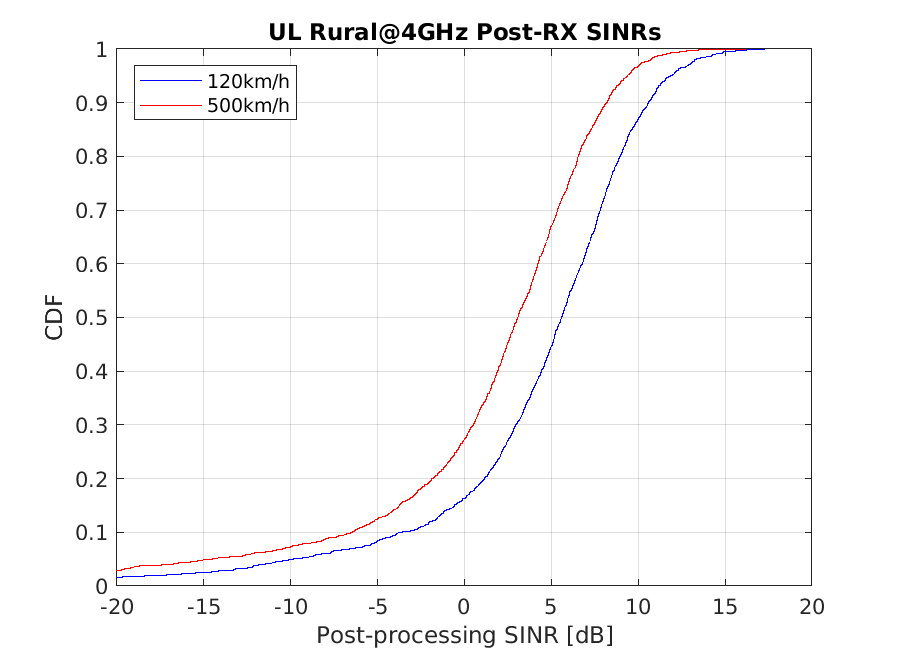 UL Rural@4GHz Post-RX SINRs
120km/h
500km/h
CDF
1
0.9
0.8
0.7
0.6
0.5
0.4
0.3
0.2
0.1
0
-20 -15 -10 -5 0 5 10 15 20
Post-processing SINR [dB]